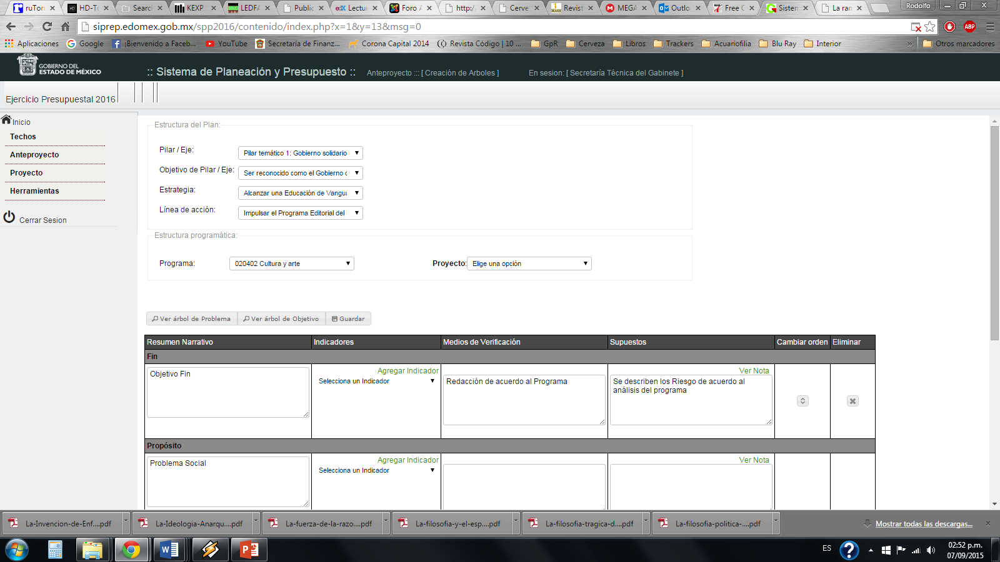 ruTor
HD-To
Searc
KEXP
LEDFA
Public
edX Lectur
Foro A
http:/
Cerve
Revist
MEGA
Outlo
Free C
Sisten
La ran
Rodolfo
siprep.edomex.gob.mx/spp2016/contenido/index.php?x=1&y=13&msg=0
ABP
Aplicaciones
Google
¡Bienvenido a Faceb...
YouTube
Secretaría de Finanz...
Corona Capital 2014
Revista Código | 10 ...
GpR
Cerveza
Libros
Trackers
Acuariofilia
Blu Ray
Interior
»
Otros marcadores
GOBIERNO DEL
ESTADO DE MÉXICO
:: Sistema de Planeación y Presupuesto ::
Anteproyecto ::: [ Creación de Arboles ]
En sesion: [ Secretaría Técnica del Gabinete ]
Ejercicio Presupuestal 2016
Inicio
Techos
Anteproyecto
Proyecto
Herramientas
Cerrar Sesion
Estructura del Plan:
Pilar / Eje:
Pilar temático 1: Gobierno solidario
Objetivo de Pilar / Eje:
Ser reconocido como el Gobierno d
Estrategia:
Alcanzar una Educación de Vangua
Línea de acción:
Impulsar el Programa Editorial del
Estructura programática:
Programa:
020402 Cultura y arte
Proyecto:
Elige una opción
Ver árbol de Problema
Ver árbol de Objetivo
Guardar
Resumen Narrativo
Indicadores
Medios de Verificación
Supuestos
Cambiar orden
Eliminar
Fin
Objetivo Fin
Agregar Indicador
Selecciona un Indicador
Redacción de acuerdo al Programa
Ver Nota
Se describen los Riesgo de acuerdo al
análisis del programa
Propósito
Problema Social
Agregar Indicador
Selecciona un Indicador
Ver Nota
La-Invencion-de-Enf....pdf
La-Ideologia-Anarqu....pdf
La-fuerza-de-la-razo....pdf
La-filosofia-y-el-esp....pdf
La-filosofia-tragica-d....pdf
La-filosofia-politica-....pdf
Mostrar todas las descargas...
ES
02:52 p.m.
07/09/2015